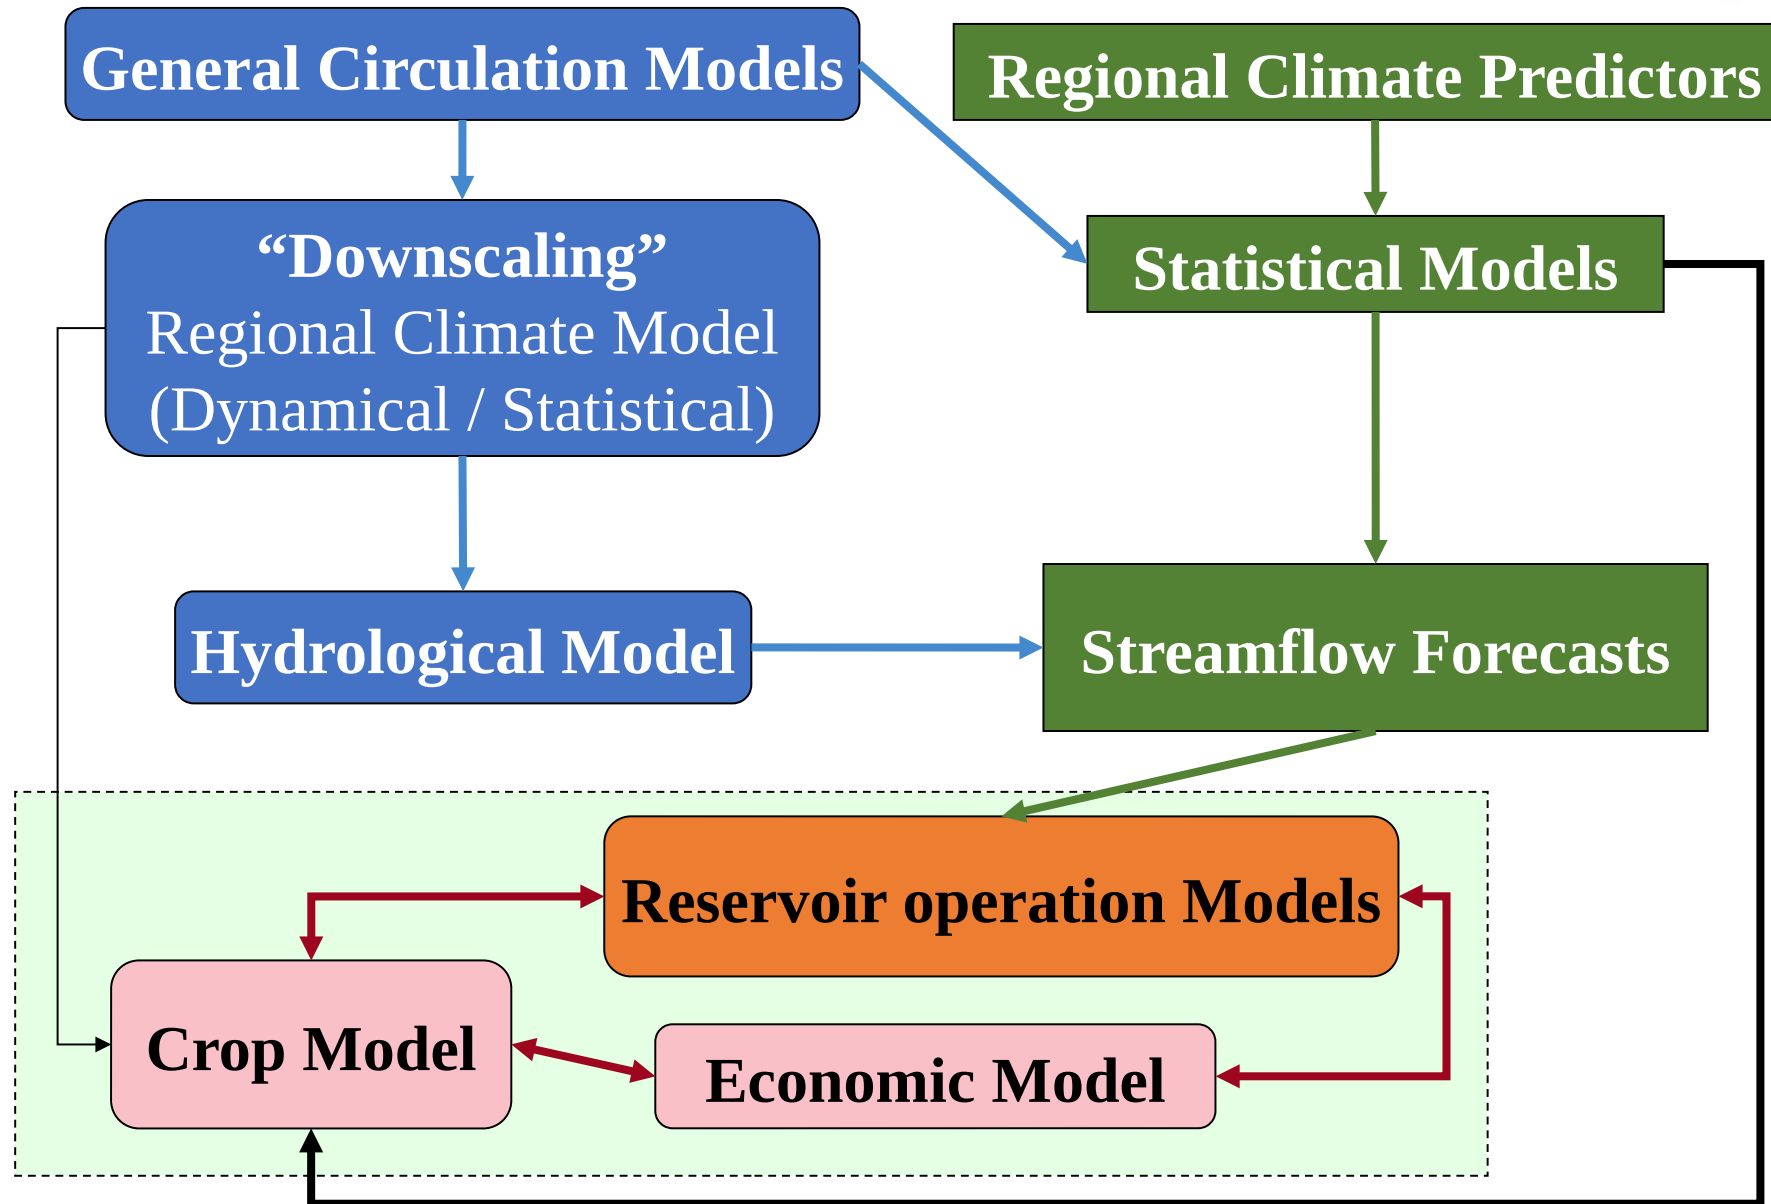 General Circulation Models
Regional Climate Predictors
“Downscaling”
Regional Climate Model
(Dynamical / Statistical)
Statistical Models
Hydrological Model
Streamflow Forecasts
Reservoir operation Models
Crop Model
Economic Model